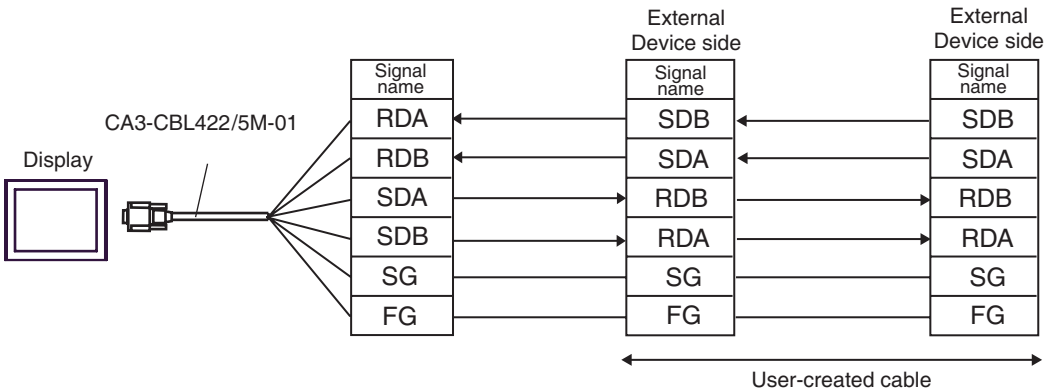 External
Device side
External
Device side
CA3-CBL422/5M-01
Display
Signal
name
RDA
RDB
SDA
SDB
SG
FG
Signal
name
SDB
SDA
RDB
RDA
SG
FG
Signal
name
SDB
SDA
RDB
RDA
SG
FG
User-created cable